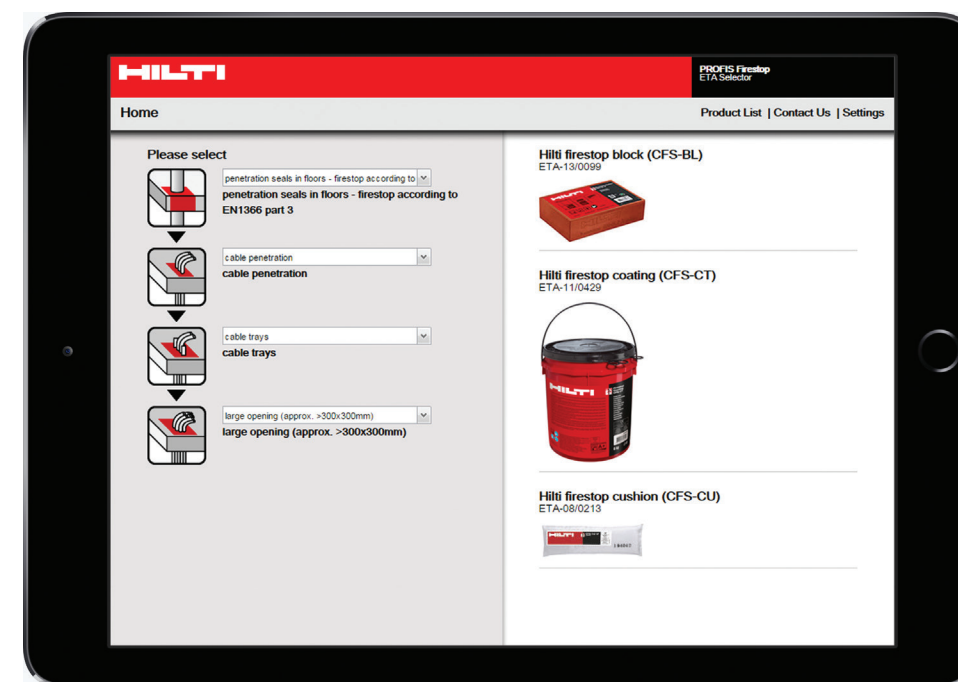 HILTI
PROFIS Firestop
ETA Selector
Home
Product List | Contact Us | Settings
Please select
penetration seals in floors - firestop according to
penetration seals in floors - firestop according to
EN1366 part 3
cable penetration
cable penetration
cable trays
cable trays
large opening (approx. >300x300mm)
large opening (approx. >300x300mm)
Hilti firestop block (CFS-BL)
ETA-13/0099
HILTI
Hilti firestop coating (CFS-CT)
ETA-11/0429
HILTI
Hilti firestop cushion (CFS-CU)
ETA-08/0213
HILTI